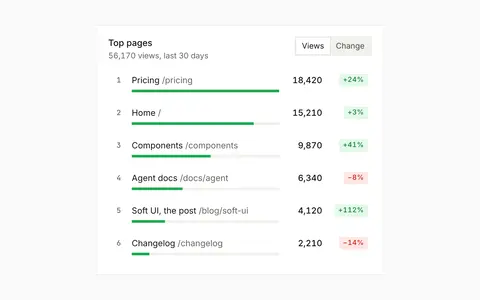 Top pages
56,170 views, last 30 days
Views Change
1 Pricing /pricing 18,420 +24%
2 Home / 15,210 +3%
3 Components /components 9,870 +41%
4 Agent docs /docs/agent 6,340 −8%
5 Soft UI, the post /blog/soft-ui 4,120 +112%
6 Changelog /changelog 2,210 −14%